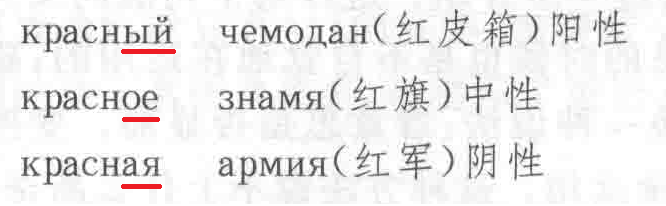 красный чемодан(红皮箱)阳性
красное знамя(红旗)中性
красная армия(红军)阴性